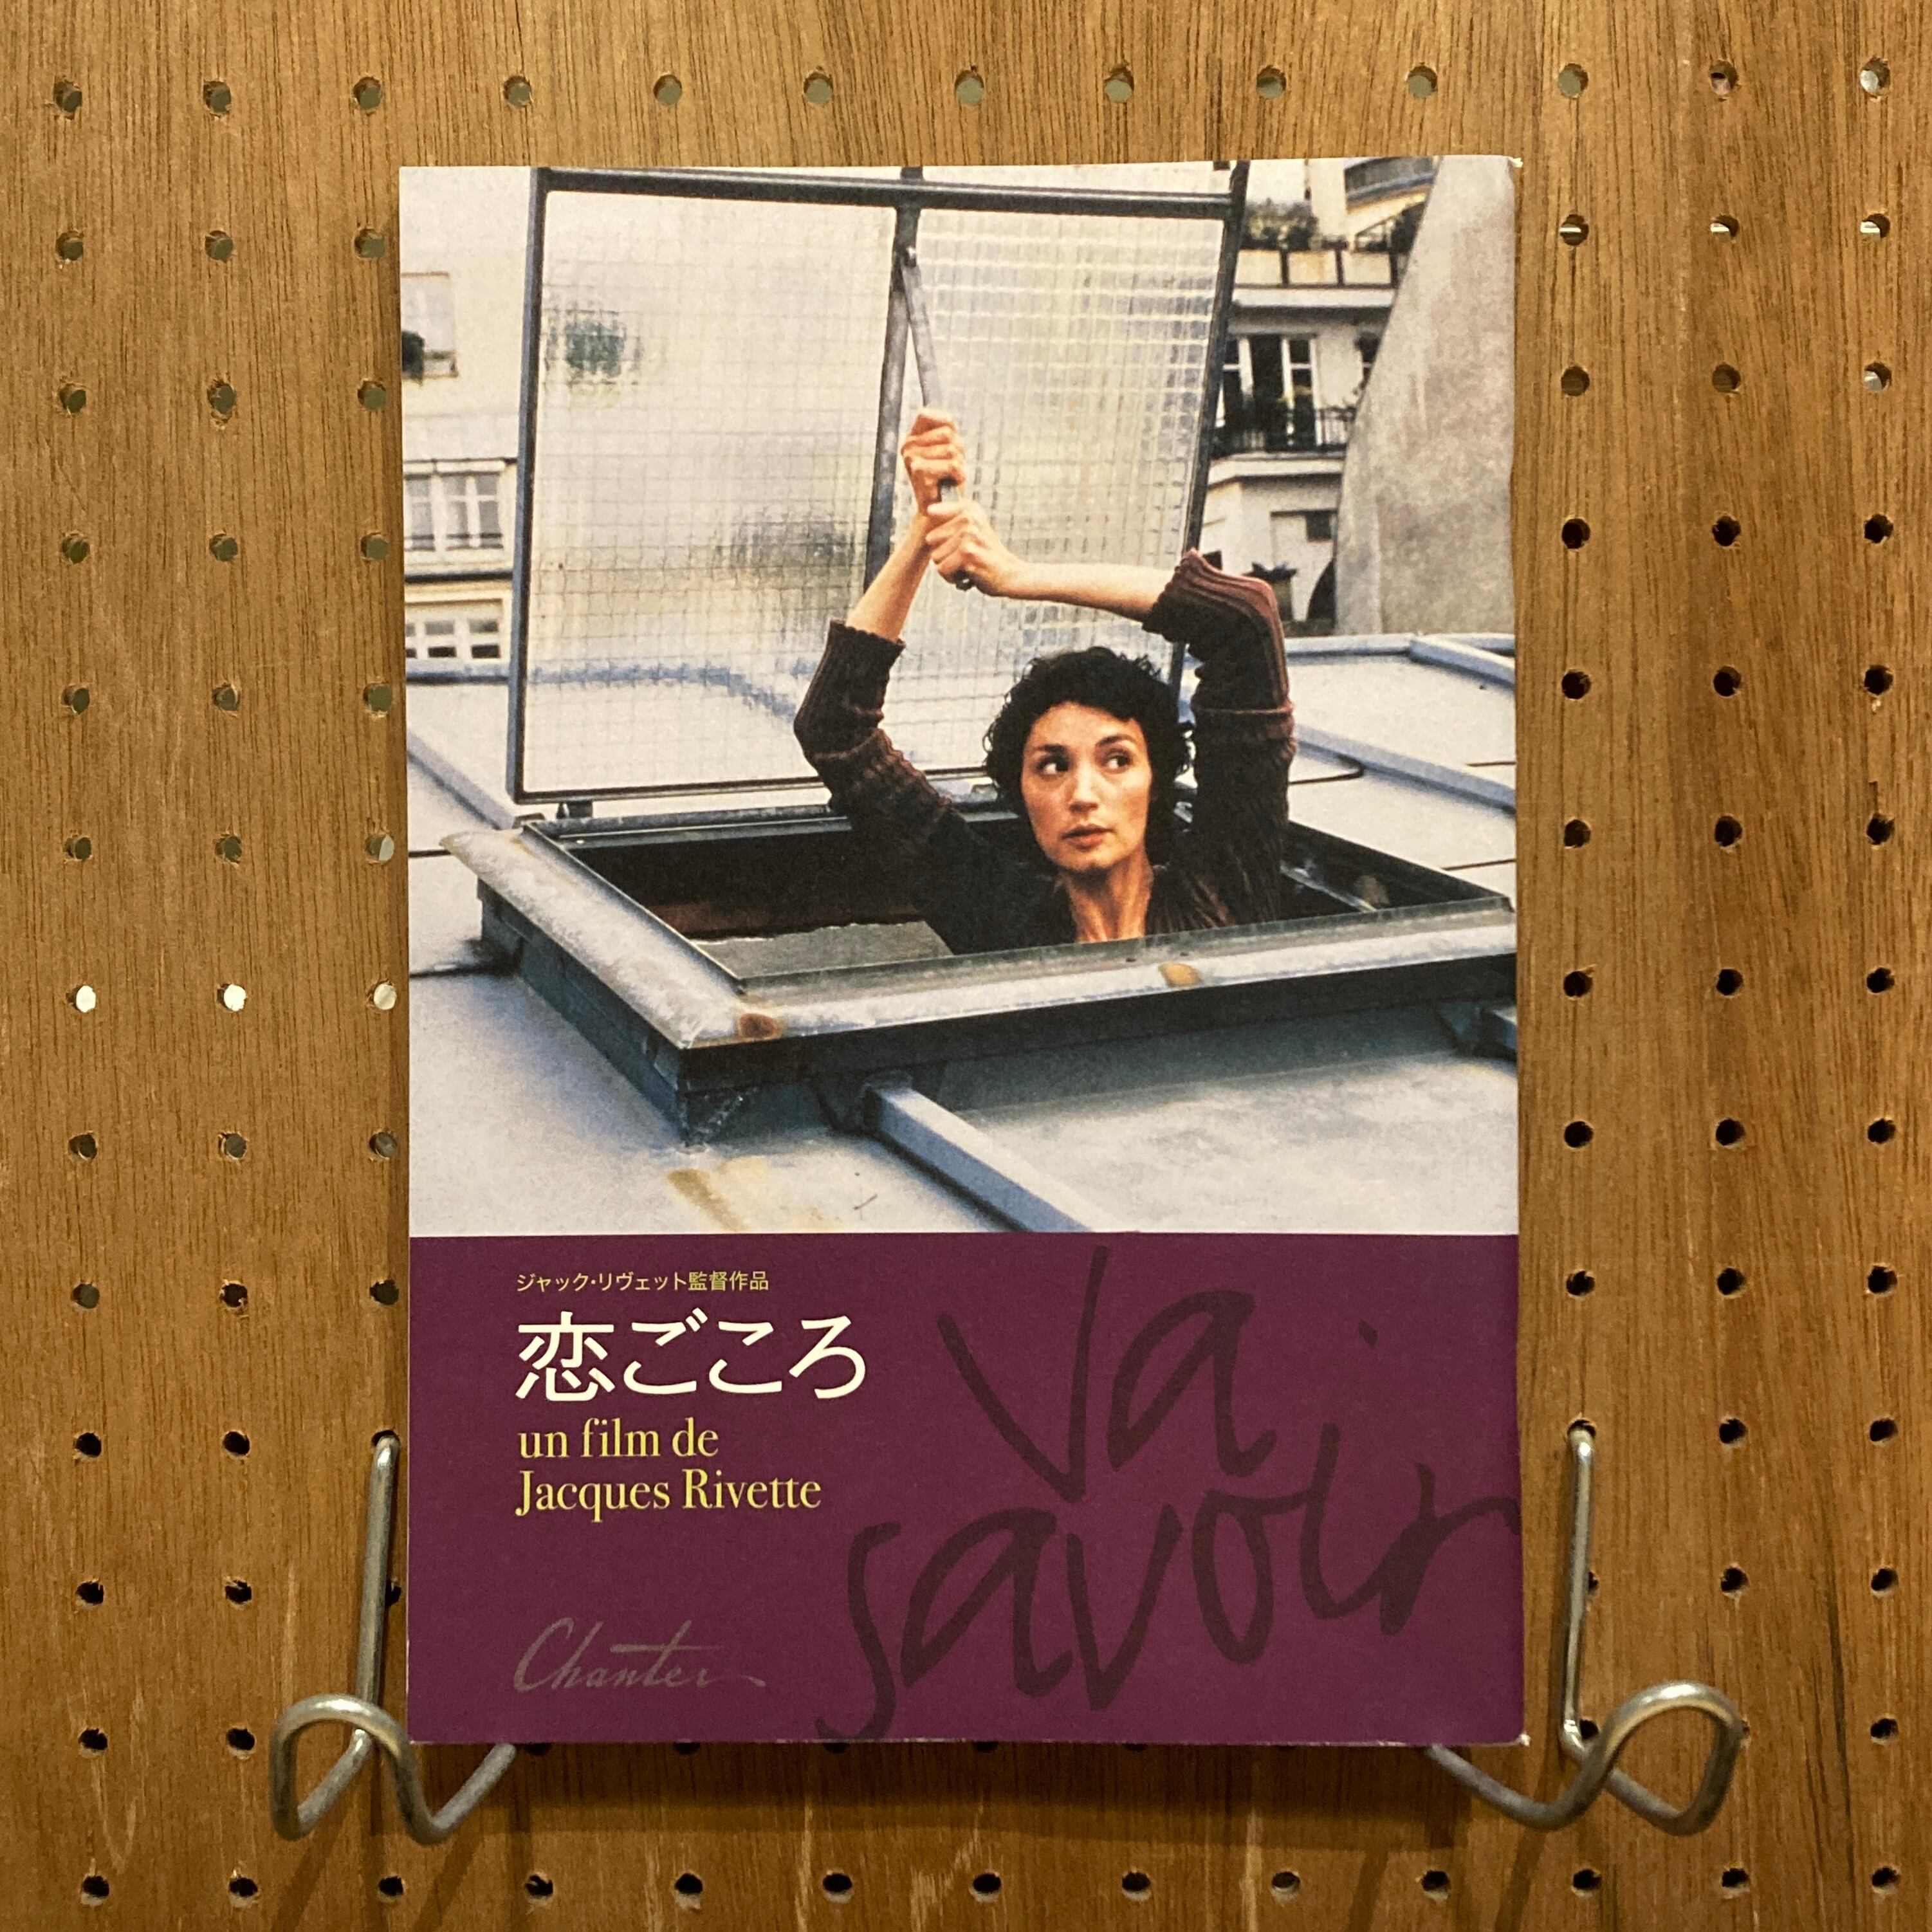 ジャック・リヴェット監督作品
恋ごころ
un film de
Jacques Rivette
Va
savoir
Chanter